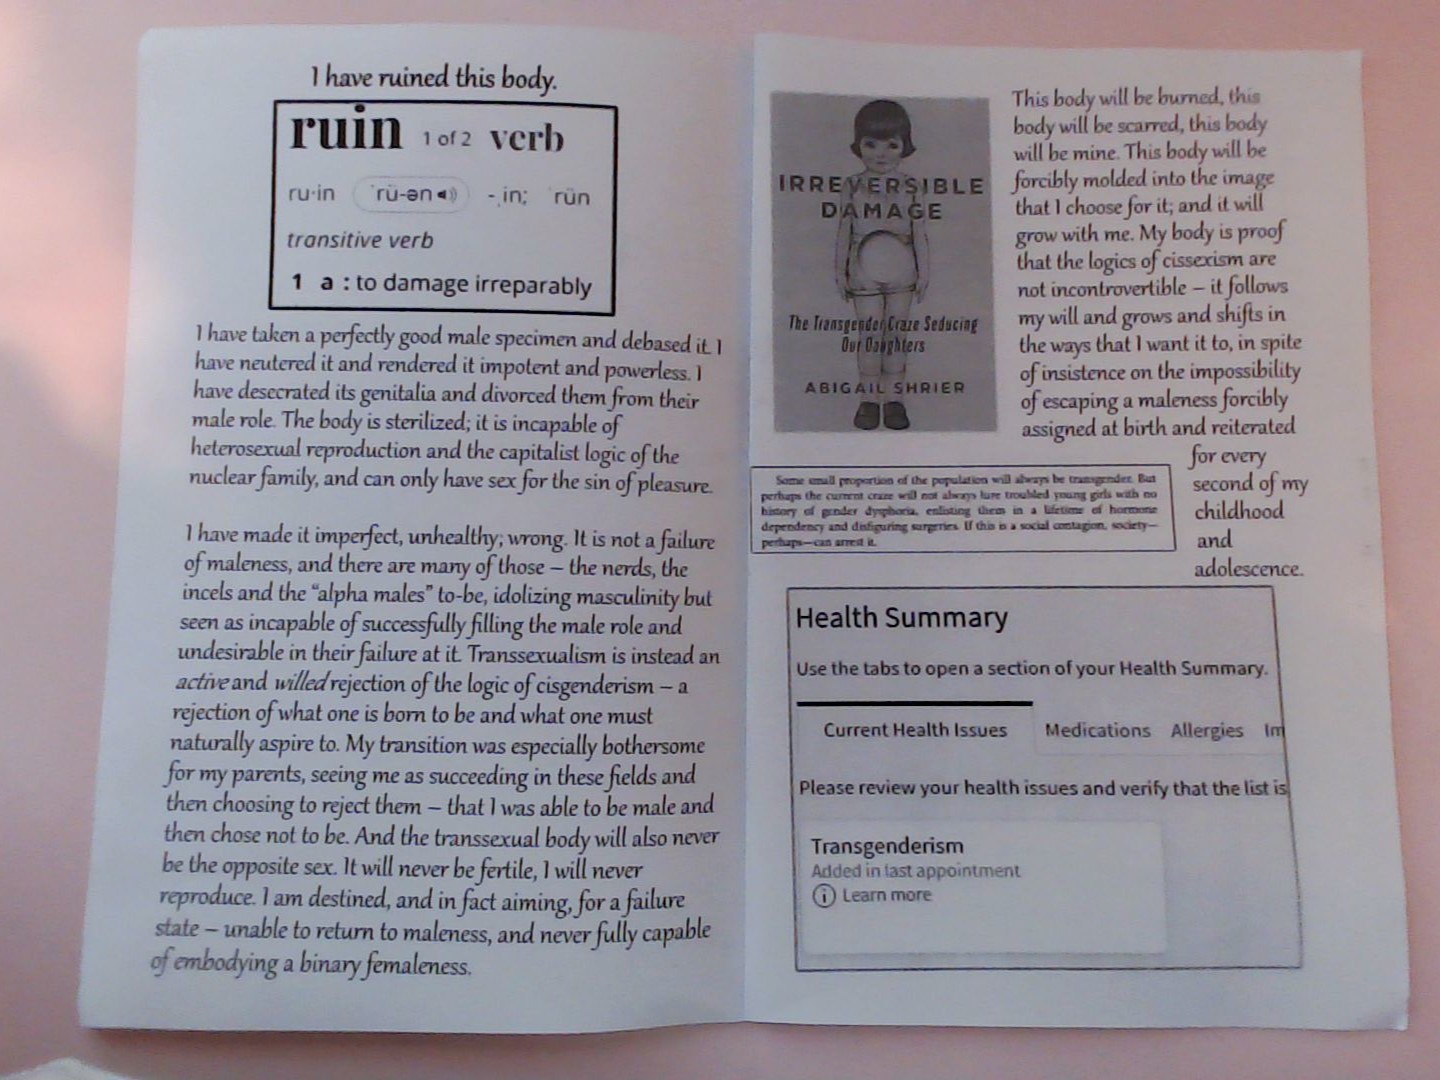 I have ruined this body.
ruin 1 of 2 verb
ru·in ˈrü-ən -ˌin; ˈrün
transitive verb
1 a : to damage irreparably
I have taken a perfectly good male specimen and debased it. I
have neutered it and rendered it impotent and powerless. I
have desecrated its genitalia and divorced them from their
male role. The body is sterilized; it is incapable of
heterosexual reproduction and the capitalist logic of the
nuclear family, and can only have sex for the sin of pleasure.
I have made it imperfect, unhealthy; wrong. It is not a failure
of maleness, and there are many of those – the nerds, the
incels and the “alpha males” to-be, idolizing masculinity but
seen as incapable of successfully filling the male role and
undesirable in their failure at it. Transsexualism is instead an
active and willed rejection of the logic of cisgenderism – a
rejection of what one is born to be and what one must
naturally aspire to. My transition was especially bothersome
for my parents, seeing me as succeeding in these fields and
then choosing to reject them – that I was able to be male and
then chose not to be. And the transsexual body will also never
be the opposite sex. It will never be fertile, I will never
reproduce. I am destined, and in fact aiming, for a failure
state – unable to return to maleness, and never fully capable
of embodying a binary femaleness.
IRREVERSIBLE
DAMAGE
The Transgender Craze Seducing
Our Daughters
ABIGAIL SHRIER
This body will be burned, this
body will be scarred, this body
will be mine. This body will be
forcibly molded into the image
that I choose for it; and it will
grow with me. My body is proof
that the logics of cissexism are
not incontrovertible – it follows
my will and grows and shifts in
the ways that I want it to, in spite
of insistence on the impossibility
of escaping a maleness forcibly
assigned at birth and reiterated
for every
second of my
childhood
and
adolescence.
Some small proportion of the population will always be transgender. But
perhaps the current craze will not always lure troubled young girls with no
history of gender dysphoria, enlisting them in a lifetime of hormone
dependency and disfiguring surgeries. If this is a social contagion, society—
perhaps—can arrest it.
Health Summary
Use the tabs to open a section of your Health Summary.
Current Health Issues Medications Allergies Im
Please review your health issues and verify that the list is
Transgenderism
Added in last appointment
Learn more